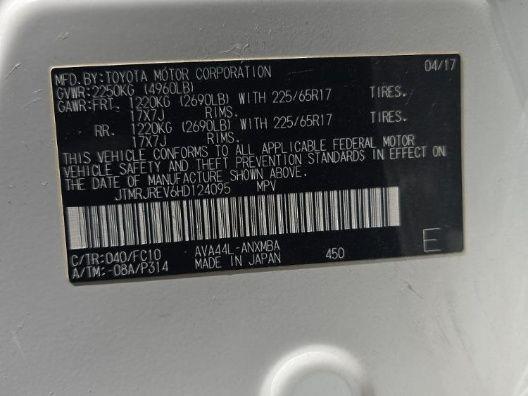 MFD.BY:TOYOTA MOTOR CORPORATION 04/17
GVWR:2250KG (4960LB)
GAWR:FRT. 1220KG (2690LB) WITH 225/65R17 TIRES.
17X7J RIMS.
RR. 1220KG (2690LB) WITH 225/65R17 TIRES.
17X7J RIMS.
THIS VEHICLE CONFORMS TO ALL APPLICABLE FEDERAL MOTOR
VEHICLE SAFETY AND THEFT PREVENTION STANDARDS IN EFFECT ON
THE DATE OF MANUFACTURE SHOWN ABOVE.
JTMRJREV6HD124095 MPV
C/TR:040/FC10 AVA44L-ANXMBA
A/TM:-08A/P314 MADE IN JAPAN 450 E